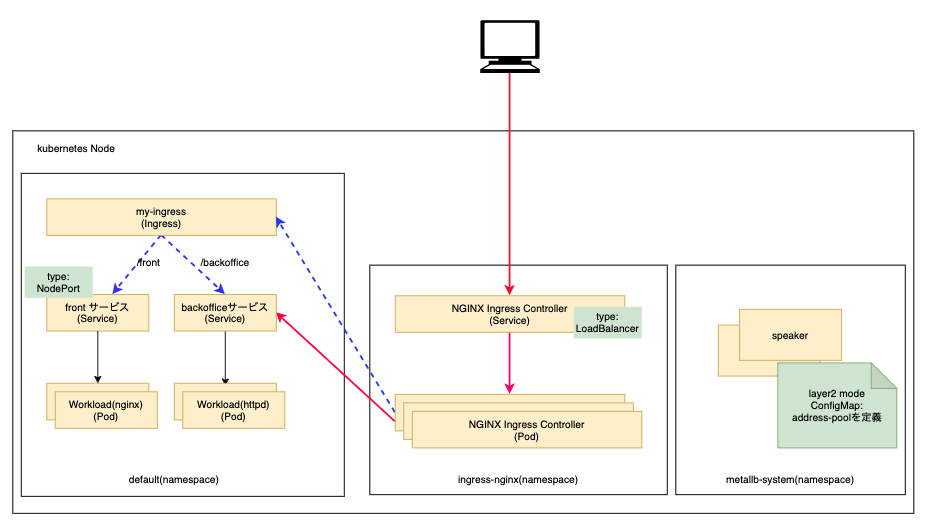 kubernetes Node
my-ingress
(Ingress)
/front
/backoffice
type:
NodePort
front サービス
(Service)
backofficeサービス
(Service)
Workload(nginx)
(Pod)
Workload(httpd)
(Pod)
default(namespace)
NGINX Ingress Controller
(Service)
type:
LoadBalancer
NGINX Ingress Controller
(Pod)
ingress-nginx(namespace)
speaker
layer2 mode
ConfigMap:
address-poolを定義
metallb-system(namespace)